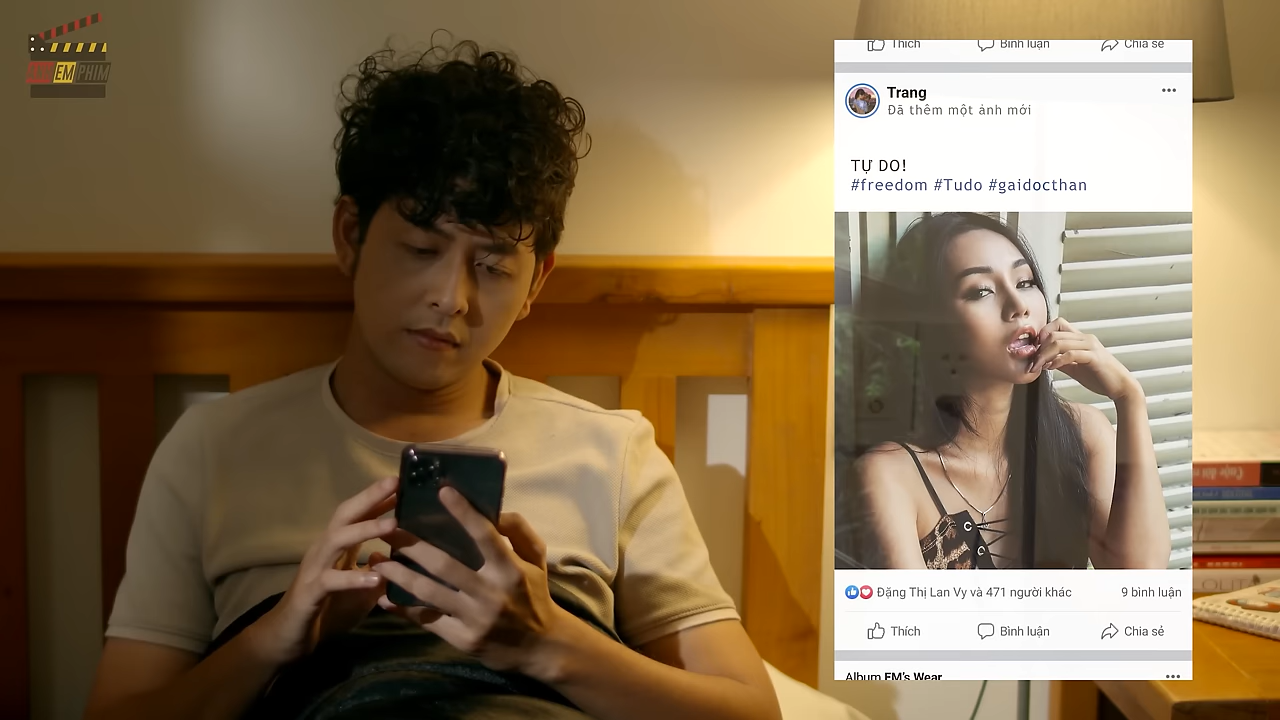 EM PHIM
Thích Bình luận Chia sẻ
Trang
Đã thêm một ảnh mới
TỰ DO!
#freedom #Tudo #gaidocthan
Đặng Thị Lan Vy và 471 người khác 9 bình luận
Thích Bình luận Chia sẻ
Album EM's Wear